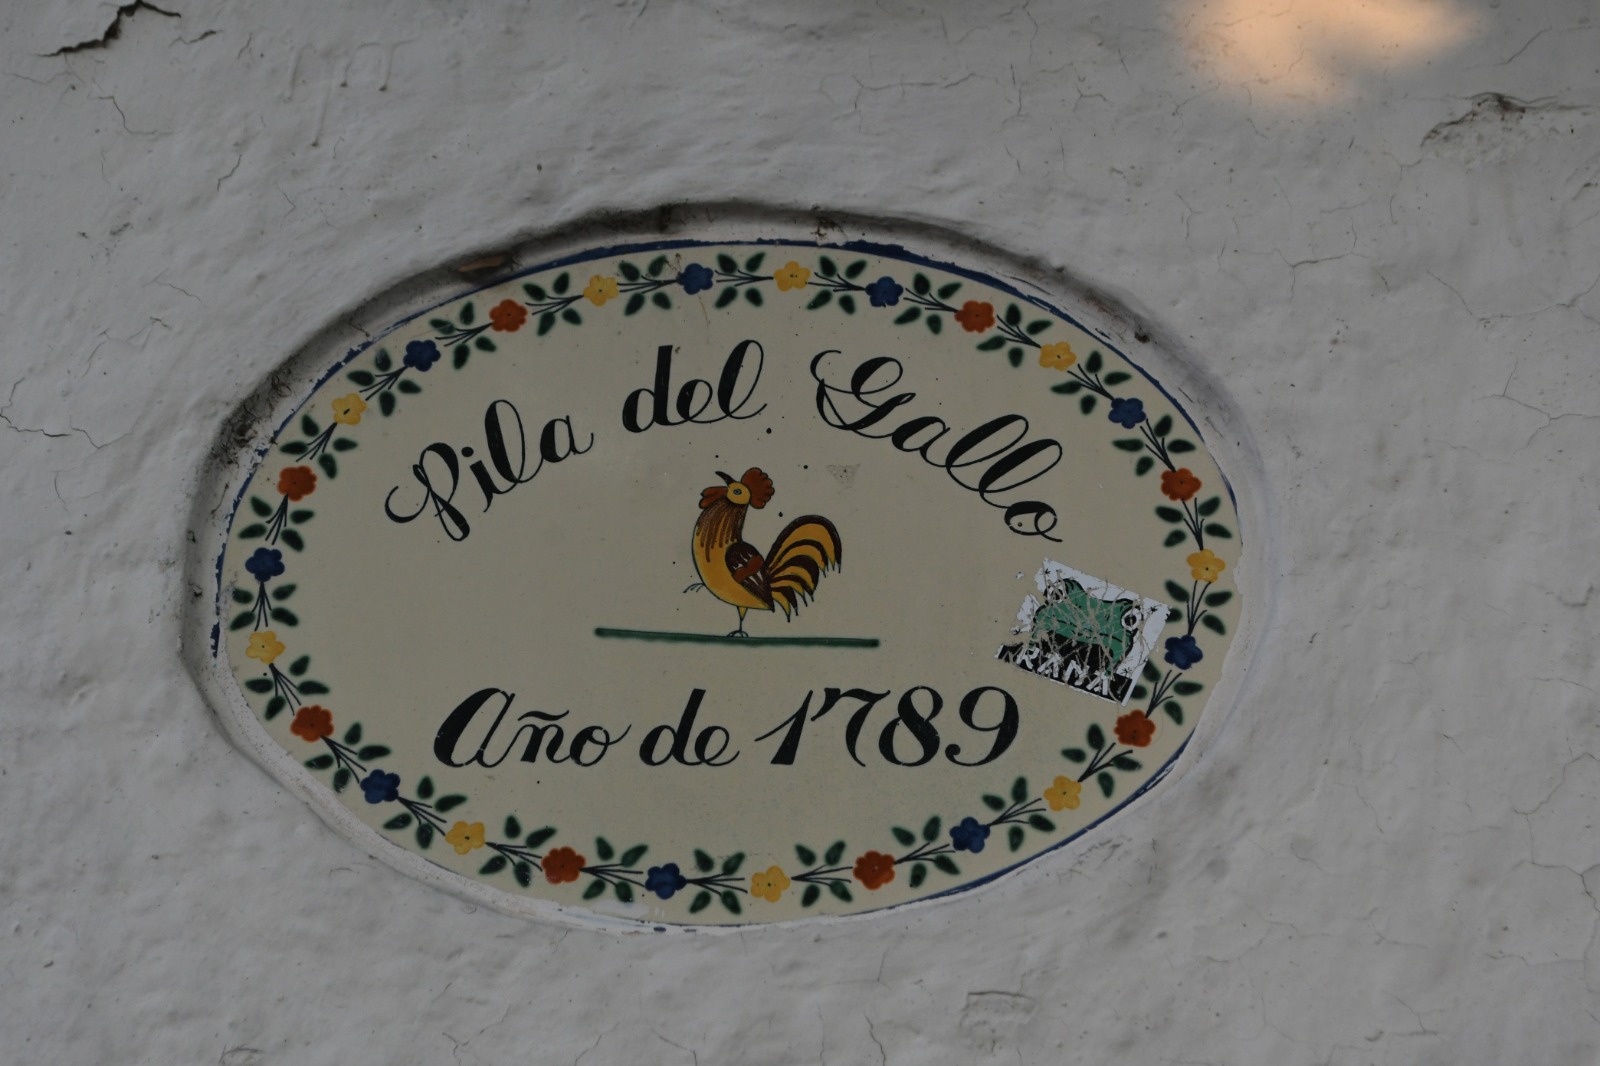 Pila del Gallo
Año de 1789
RANA